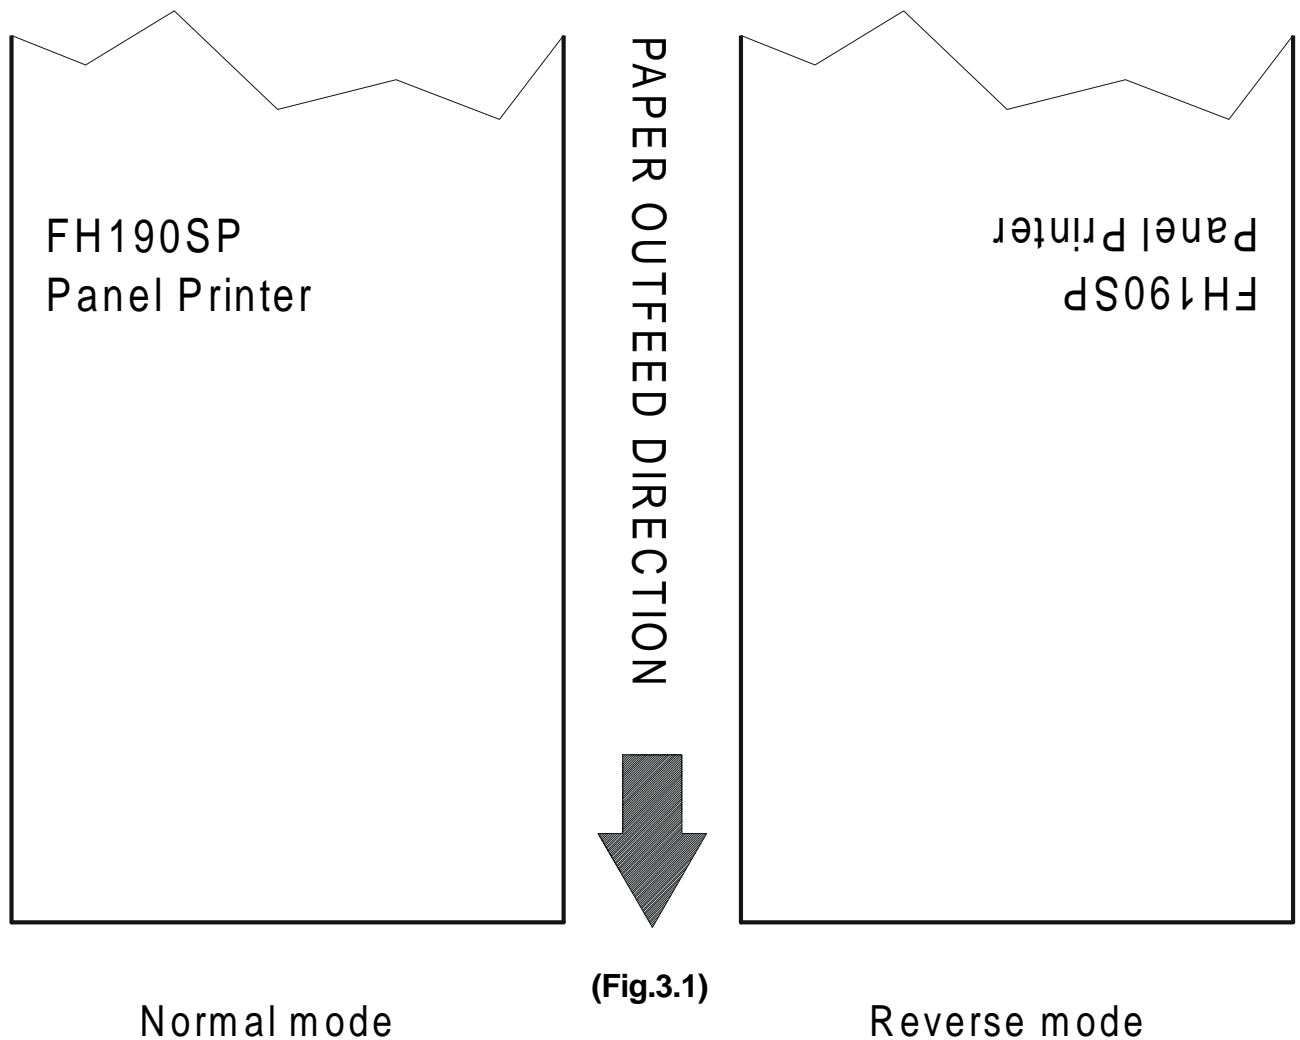 FH190SP
Panel Printer
PAPER OUTFEED DIRECTION
FH190SP
Panel Printer
(Fig.3.1)
Normal mode
Reverse mode